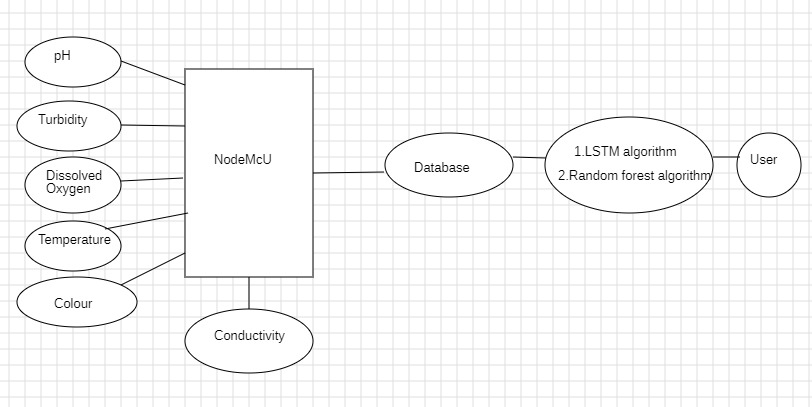 pH
Turbidity
Dissolved
Oxygen
Temperature
Colour
NodeMcU
Conductivity
Database
1.LSTM algorithm
2.Random forest algorithm
User